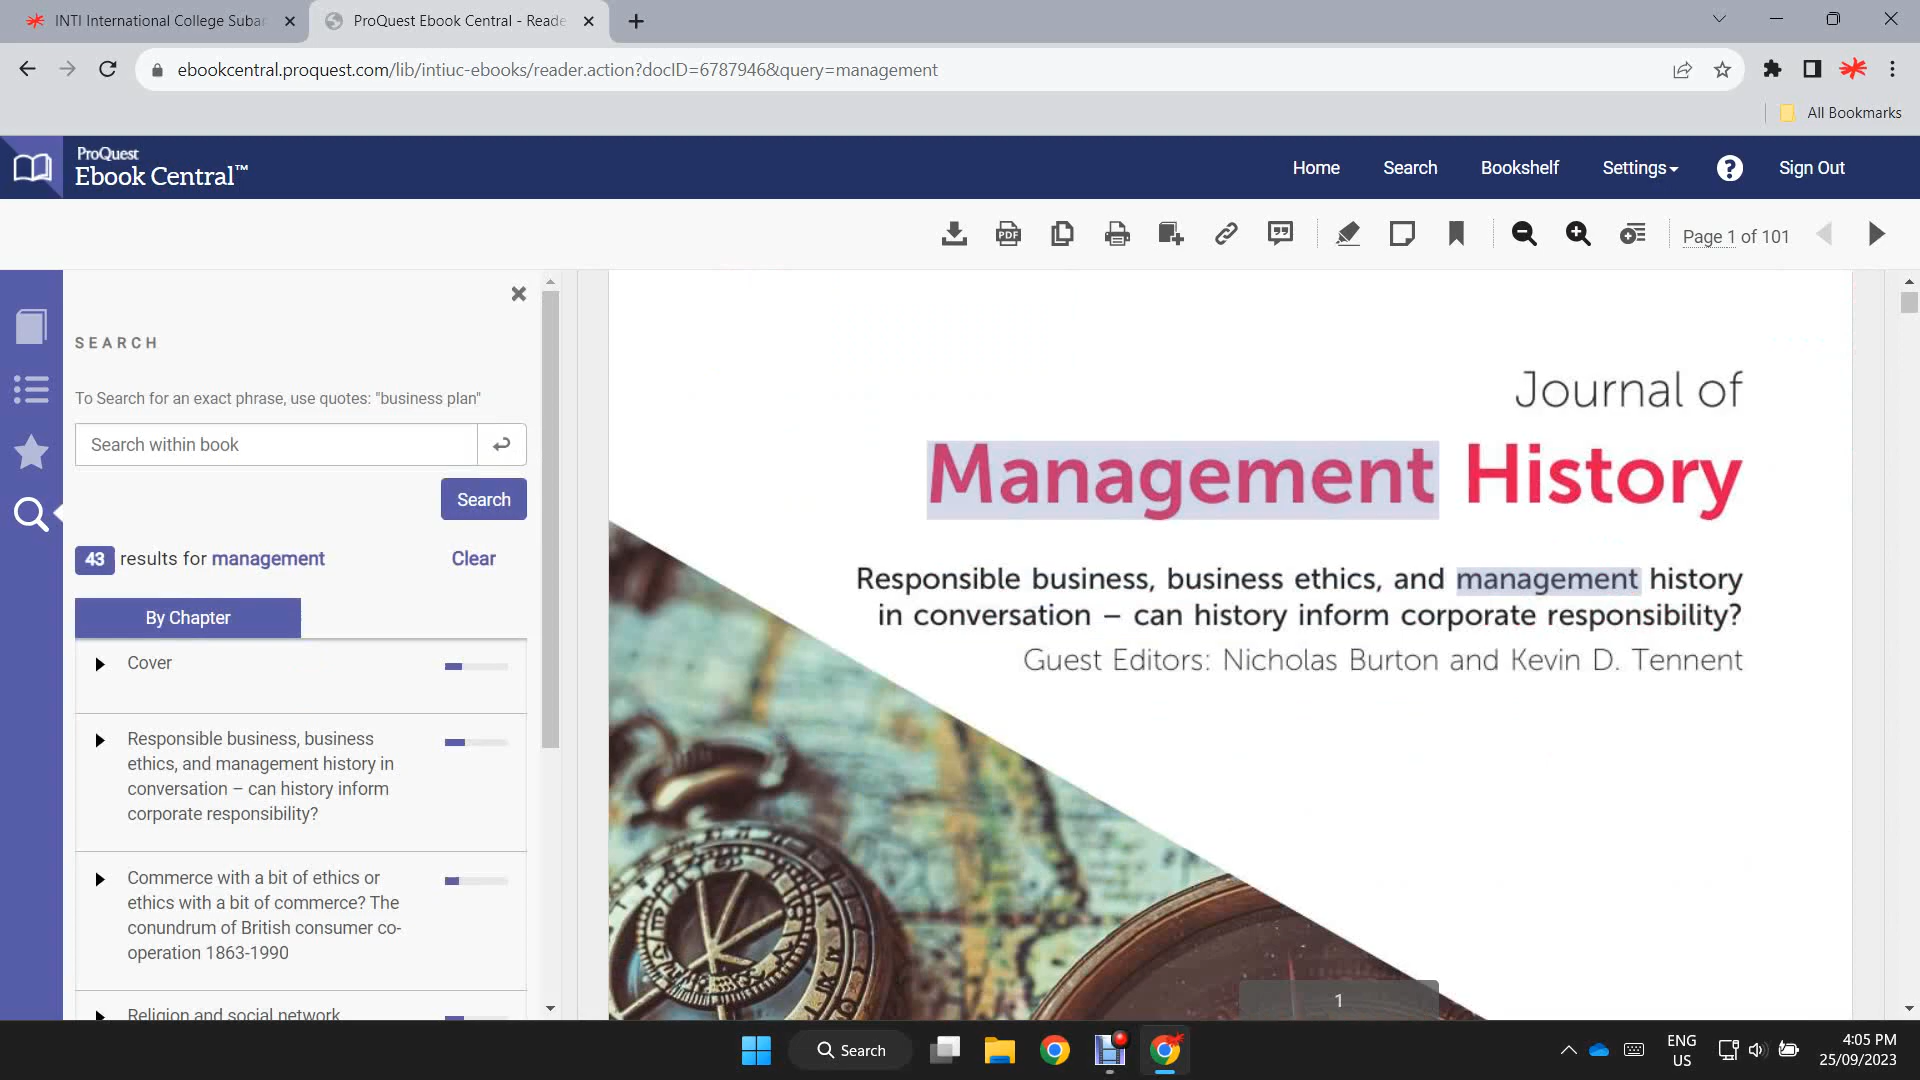 INTI International College Subar
ProQuest Ebook Central - Reade
ebookcentral.proquest.com/lib/intiuc-ebooks/reader.action?docID=6787946&query=management
All Bookmarks
ProQuest
Ebook Central™
Home
Search
Bookshelf
Settings
?
Sign Out
PDF
Page 1 of 101
SEARCH
To Search for an exact phrase, use quotes: "business plan"
Search within book
Search
43 results for management
Clear
By Chapter
Cover
Responsible business, business
ethics, and management history in
conversation – can history inform
corporate responsibility?
Commerce with a bit of ethics or
ethics with a bit of commerce? The
conundrum of British consumer co-
operation 1863-1990
Religion and social network
Journal of
Management History
Responsible business, business ethics, and management history
in conversation – can history inform corporate responsibility?
Guest Editors: Nicholas Burton and Kevin D. Tennent
1
Search
ENG
US
4:05 PM
25/09/2023